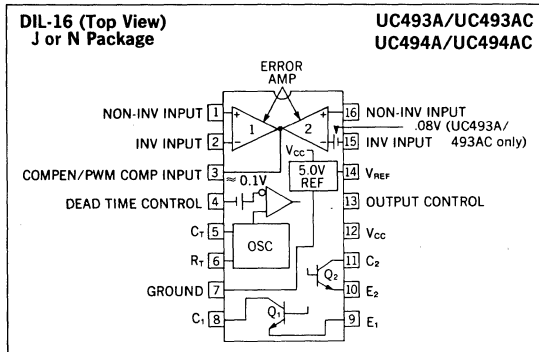 DIL-16 (Top View)
J or N Package
UC493A/UC493AC
UC494A/UC494AC
ERROR
AMP
NON-INV INPUT 1
+ 1 -
+ 2 -
16 NON-INV INPUT
.08V (UC493A/
493AC only)
INV INPUT 2
15 INV INPUT
COMPEN/PWM COMP INPUT 3
VCC
5.0V
REF
14 VREF
≈ 0.1V
DEAD TIME CONTROL 4
13 OUTPUT CONTROL
CT 5
OSC
12 VCC
RT 6
11 C2
Q2
GROUND 7
10 E2
C1 8
Q1
9 E1